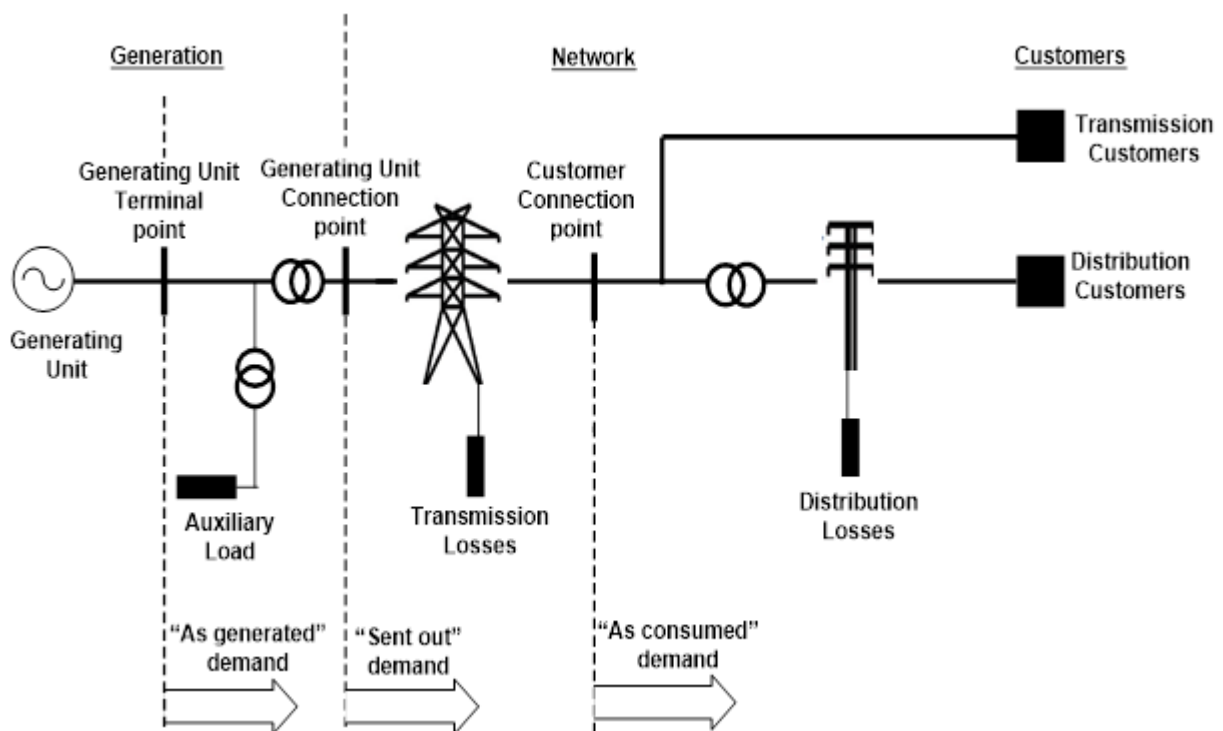 Generation
Network
Customers
Generating Unit
Terminal
point
Generating Unit
Connection
point
Customer
Connection
point
Transmission
Customers
Distribution
Customers
Generating
Unit
Auxiliary
Load
Transmission
Losses
Distribution
Losses
“As generated”
demand
“Sent out”
demand
“As consumed”
demand